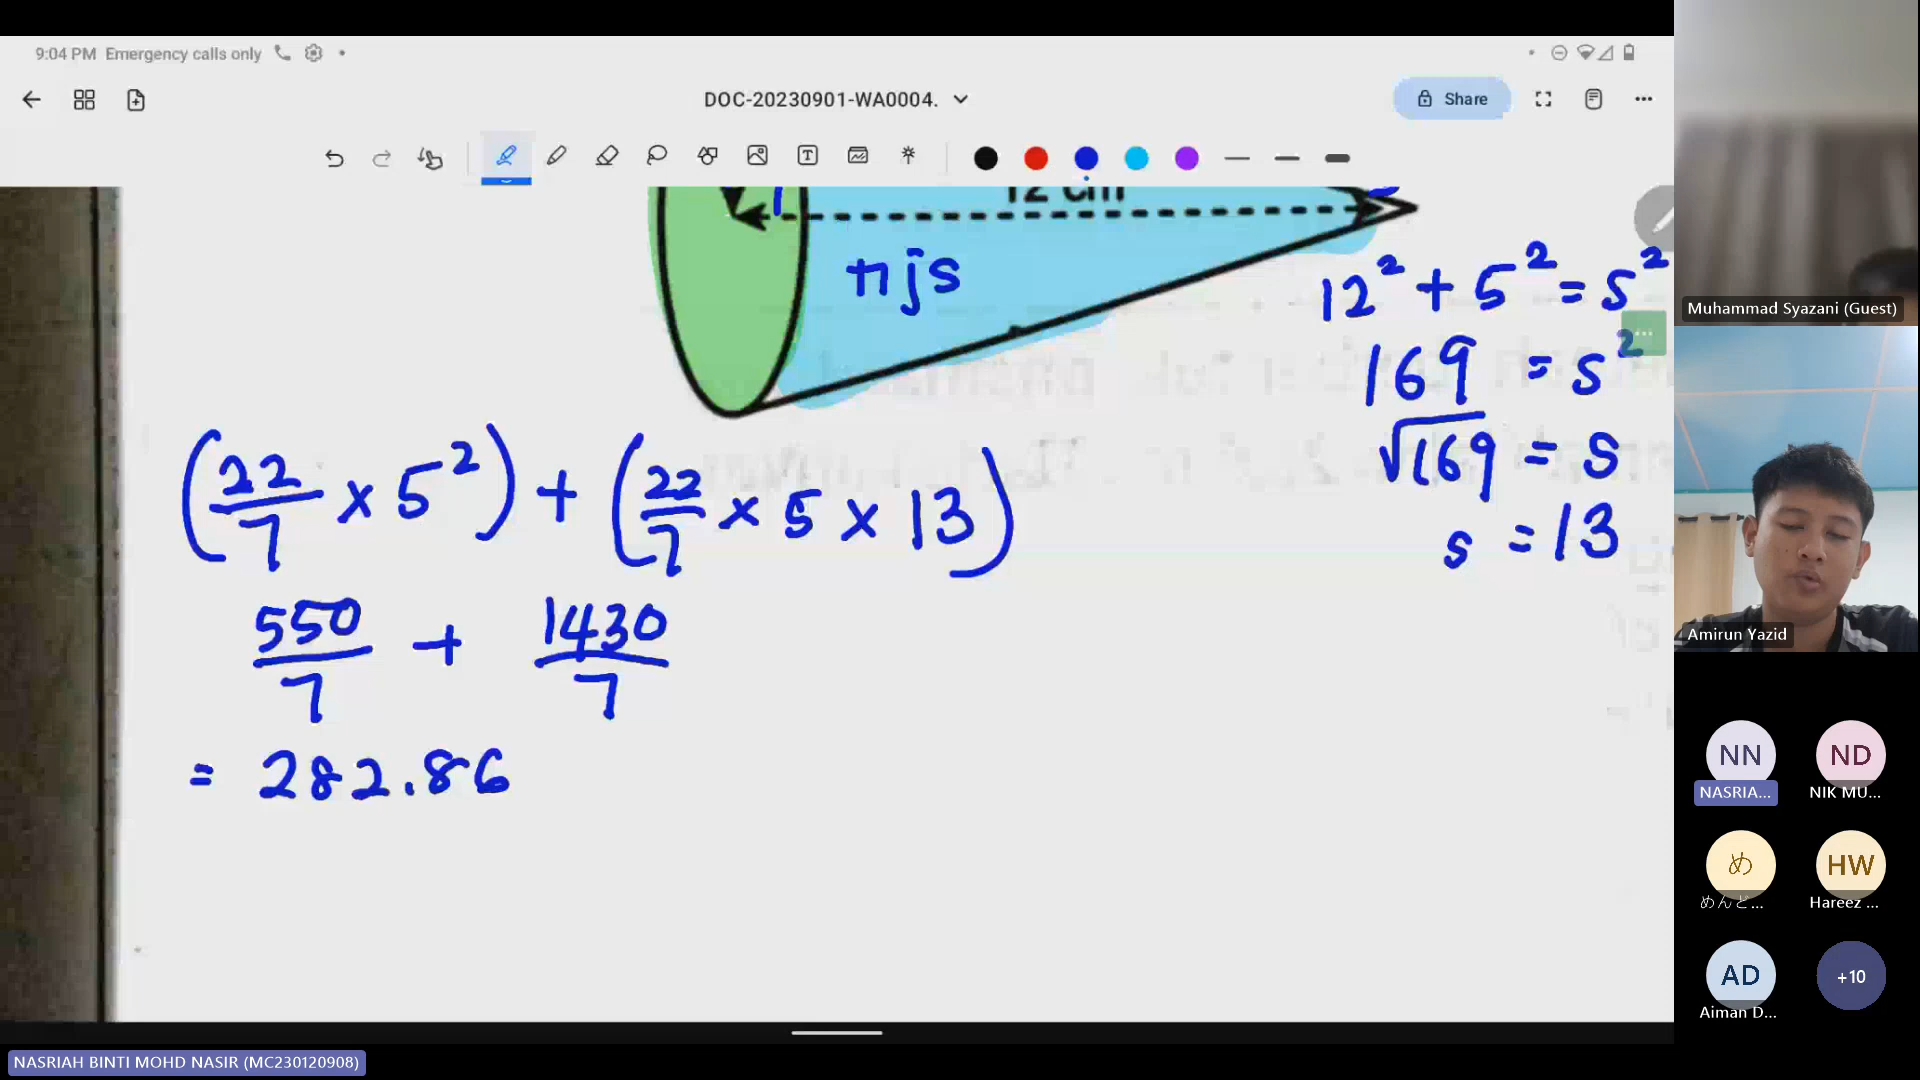 9:04 PM Emergency calls only
DOC-20230901-WA0004.
Share
12 cm
πjs
12² + 5² = s²
169 = s²
√169 = s
s = 13
(22/7 × 5²) + (22/7 × 5 × 13)
550/7 + 1430/7
= 282.86
Muhammad Syazani (Guest)
Amirun Yazid
NN
NASRIA...
ND
NIK MU...
め
めんど...
HW
Hareez ...
AD
Aiman D...
+10
NASRIAH BINTI MOHD NASIR (MC230120908)